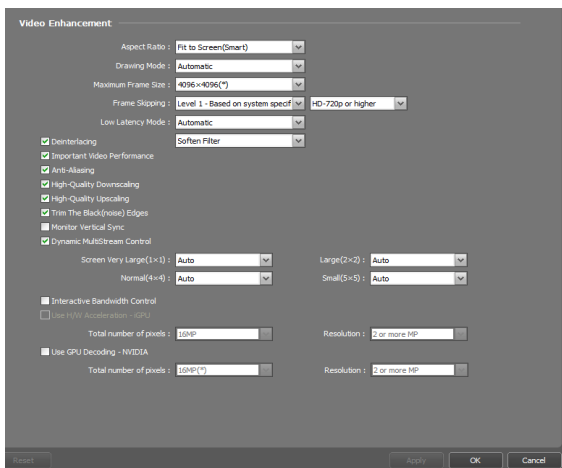 Video Enhancement
Aspect Ratio : Fit to Screen(Smart)
Drawing Mode : Automatic
Maximum Frame Size : 4096×4096(*)
Frame Skipping : Level 1 - Based on system specif HD-720p or higher
Low Latency Mode : Automatic
Deinterlacing Soften Filter
Important Video Performance
Anti-Aliasing
High-Quality Downscaling
High-Quality Upscaling
Trim The Black(noise) Edges
Monitor Vertical Sync
Dynamic MultiStream Control
Screen Very Large(1×1) : Auto Large(2×2) : Auto
Normal(4×4) : Auto Small(5×5) : Auto
Interactive Bandwidth Control
Use H/W Acceleration - iGPU
Total number of pixels : 16MP Resolution : 2 or more MP
Use GPU Decoding - NVIDIA
Total number of pixels : 16MP(*) Resolution : 2 or more MP
Reset Apply OK Cancel